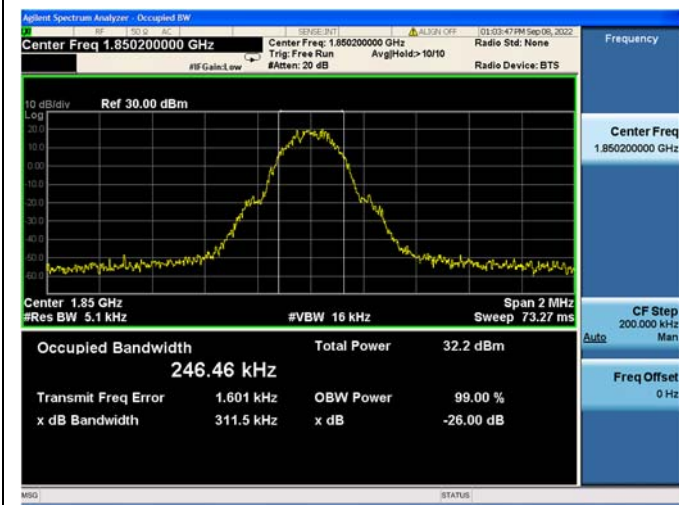 Agilent Spectrum Analyzer - Occupied BW
RF 50 Ω AC SENSE:INT ALIGN OFF 01:03:47 PM Sep 08, 2022
Center Freq 1.850200000 GHz
Center Freq: 1.850200000 GHz
Radio Std: None
Trig: Free Run Avg|Hold:> 10/10
#IFGain:Low #Atten: 20 dB Radio Device: BTS
Frequency
10 dB/div Ref 30.00 dBm
Log
20.0
10.0
0.00
-10.0
-20.0
-30.0
-40.0
-50.0
-60.0
Center 1.85 GHz Span 2 MHz
#Res BW 5.1 kHz #VBW 16 kHz Sweep 73.27 ms
Occupied Bandwidth Total Power 32.2 dBm
246.46 kHz
Transmit Freq Error 1.601 kHz OBW Power 99.00 %
x dB Bandwidth 311.5 kHz x dB -26.00 dB
Center Freq
1.850200000 GHz
CF Step
200.000 kHz
Auto Man
Freq Offset
0 Hz
MSG STATUS